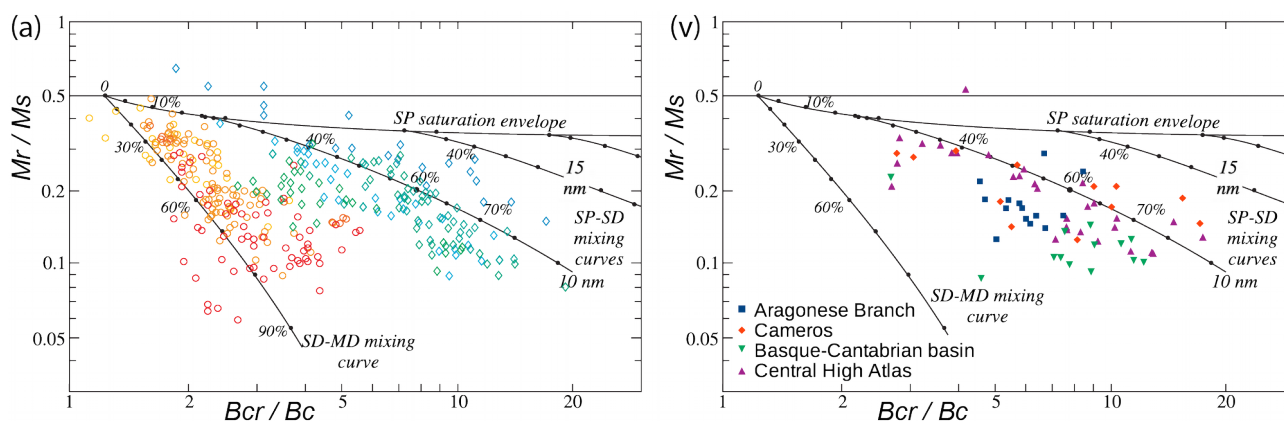 (a)
1
0.5
0.2
0.1
0.05
Mr / Ms
0
10%
30%
60%
90%
40%
60%
70%
40%
SP saturation envelope
15
nm
SP-SD
mixing
curves
10 nm
SD-MD mixing
curve
1
2
5
10
20
Bcr / Bc
(v)
1
0.5
0.2
0.1
0.05
Mr / Ms
0
10%
30%
60%
40%
60%
70%
40%
SP saturation envelope
15
nm
SP-SD
mixing
curves
10 nm
SD-MD mixing
curve
Aragonese Branch
Cameros
Basque-Cantabrian basin
Central High Atlas
1
2
5
10
20
Bcr / Bc